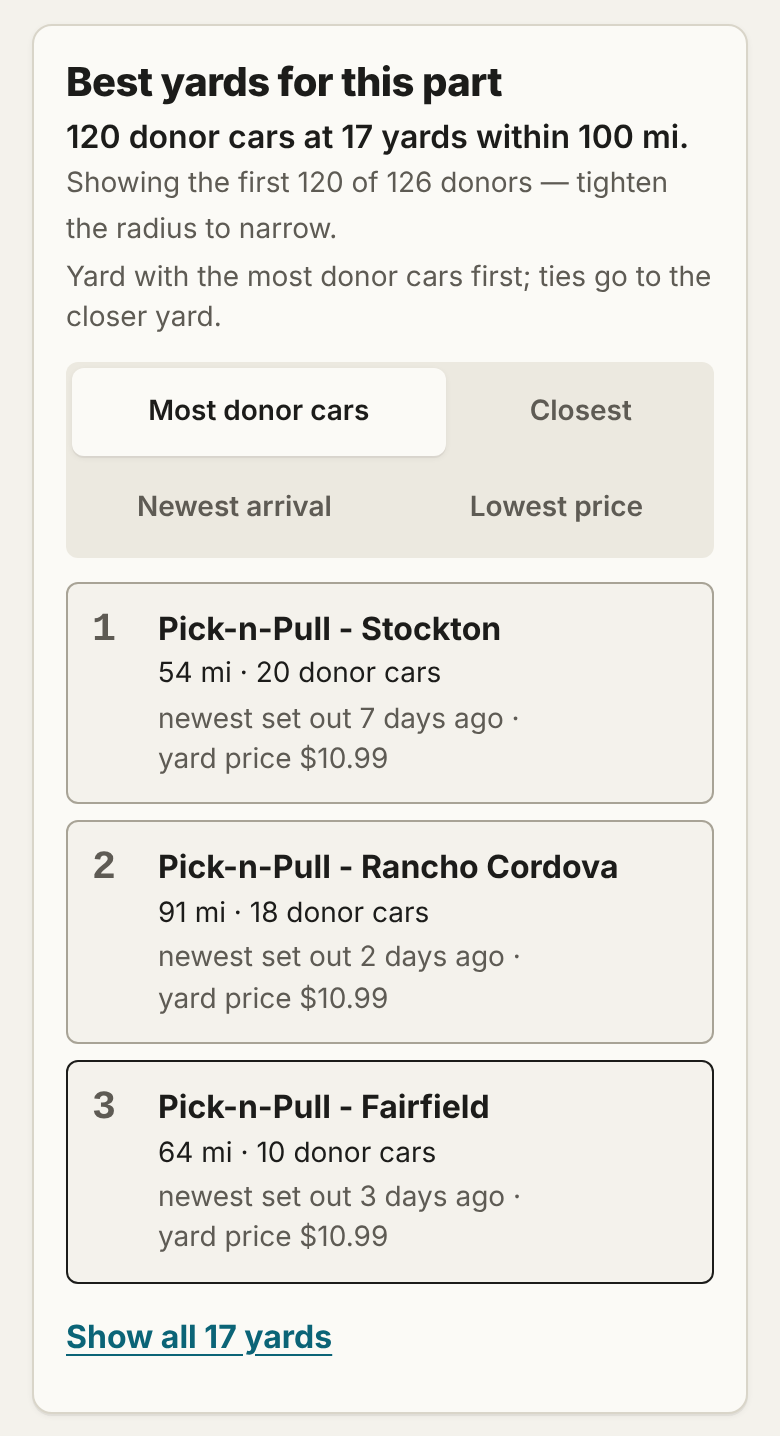 Best yards for this part
120 donor cars at 17 yards within 100 mi.
Showing the first 120 of 126 donors — tighten
the radius to narrow.
Yard with the most donor cars first; ties go to the
closer yard.
Most donor cars
Closest
Newest arrival
Lowest price
1
Pick-n-Pull - Stockton
54 mi · 20 donor cars
newest set out 7 days ago ·
yard price $10.99
2
Pick-n-Pull - Rancho Cordova
91 mi · 18 donor cars
newest set out 2 days ago ·
yard price $10.99
3
Pick-n-Pull - Fairfield
64 mi · 10 donor cars
newest set out 3 days ago ·
yard price $10.99
Show all 17 yards